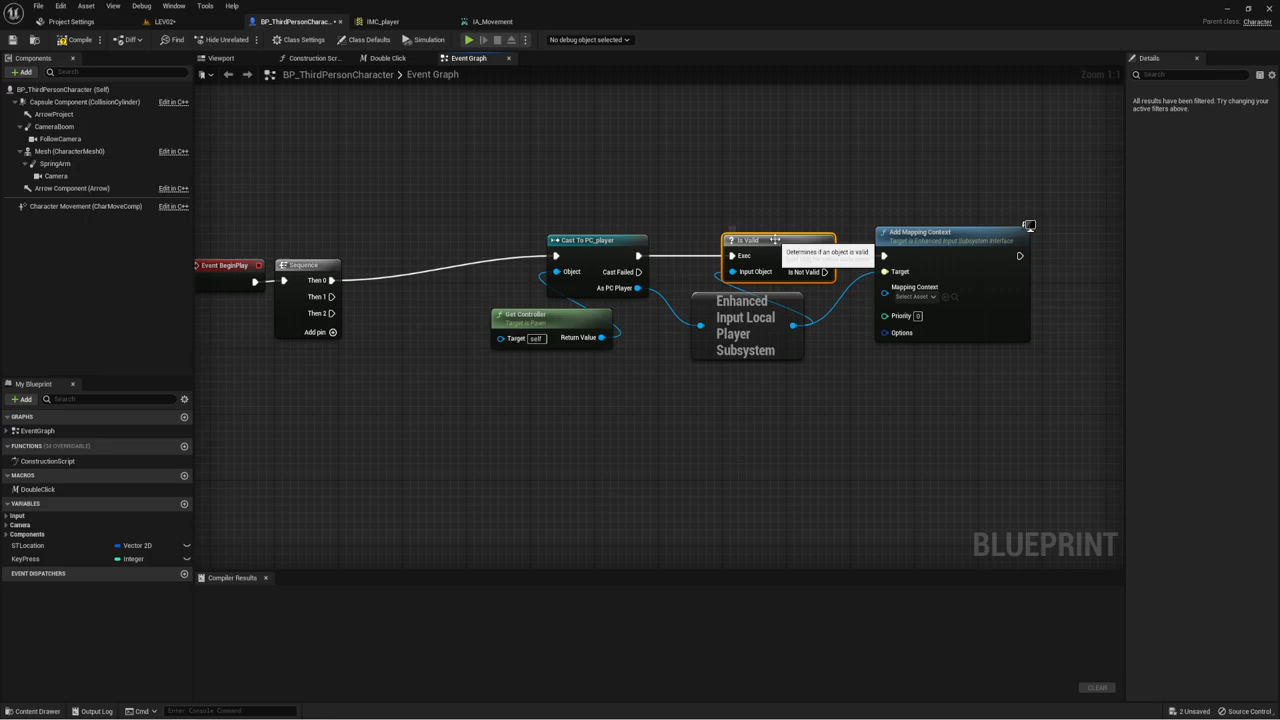 File Edit Asset View Debug Window Tools Help
Parent class: Character
Project Settings LEV02* BP_ThirdPersonCharac... IMC_player IA_Movement
Compile Diff Find Hide Unrelated Class Settings Class Defaults Simulation No debug object selected
Components Viewport Construction Scr... Double Click Event Graph Details
Add Search BP_ThirdPersonCharacter > Event Graph Zoom 1:1 Search
BP_ThirdPersonCharacter (Self)
All results have been filtered. Try changing your
active filters above.
Capsule Component (CollisionCylinder) Edit in C++
ArrowProject
CameraBoom Edit in C++
FollowCamera Edit in C++
Mesh (CharacterMesh0) Edit in C++
SpringArm
Camera
Arrow Component (Arrow) Edit in C++
Character Movement (CharMoveComp) Edit in C++
Event BeginPlay
Sequence
Then 0
Then 1
Then 2
Add pin
Cast To PC_player
Object Cast Failed
As PC Player
Get Controller
Target is Pawn
Target self Return Value
Is Valid
Exec
Input Object Is Not Valid
Determines if an object is valid
Enhanced
Input Local
Player
Subsystem
Add Mapping Context
Target is Enhanced Input Subsystem Interface
Target
Mapping Context
Select Asset
Priority 0
Options
My Blueprint
Add Search
GRAPHS
EventGraph
FUNCTIONS (34 OVERRIDABLE)
ConstructionScript
MACROS
DoubleClick
VARIABLES
Input
Camera
Components
STLocation Vector 2D
KeyPress Integer
EVENT DISPATCHERS
BLUEPRINT
Compiler Results
CLEAR
Content Drawer Output Log Cmd Enter Console Command 2 Unsaved Source Control